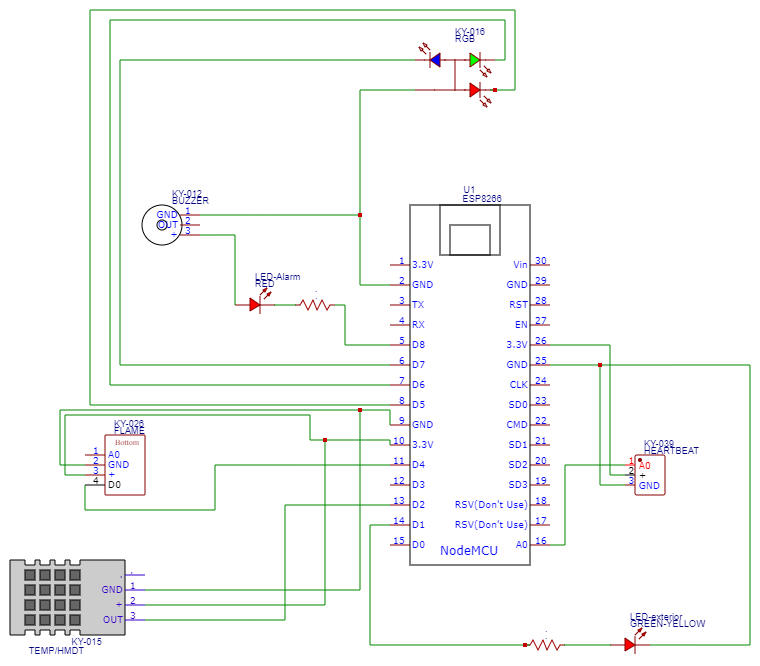 KY-016
RGB
KY-012
BUZZER
GND 1
OUT 2
+ 3
U1
ESP8266
LED-Alarm
RED
1 3.3V
2 GND
3 TX
4 RX
5 D8
6 D7
7 D6
8 D5
9 GND
10 3.3V
11 D4
12 D3
13 D2
14 D1
15 D0
Vin 30
GND 29
RST 28
EN 27
3.3V 26
GND 25
CLK 24
SD0 23
CMD 22
SD1 21
SD2 20
SD3 19
RSV(Don't Use) 18
RSV(Don't Use) 17
A0 16
NodeMCU
KY-026
FLAME
Bottom
1 A0
2 GND
3 +
4 D0
KY-039
HEARTBEAT
1 A0
2 +
3 GND
GND 1
+ 2
OUT 3
KY-015
TEMP/HMDT
LED-exterior
GREEN-YELLOW